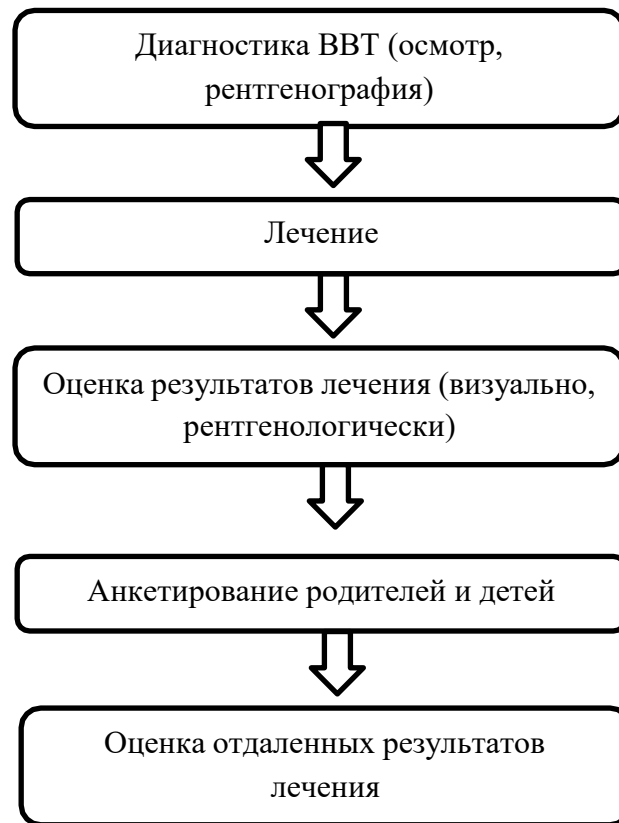 Диагностика ВВТ (осмотр,
рентгенография)
Лечение
Оценка результатов лечения (визуально,
рентгенологически)
Анкетирование родителей и детей
Оценка отдаленных результатов
лечения